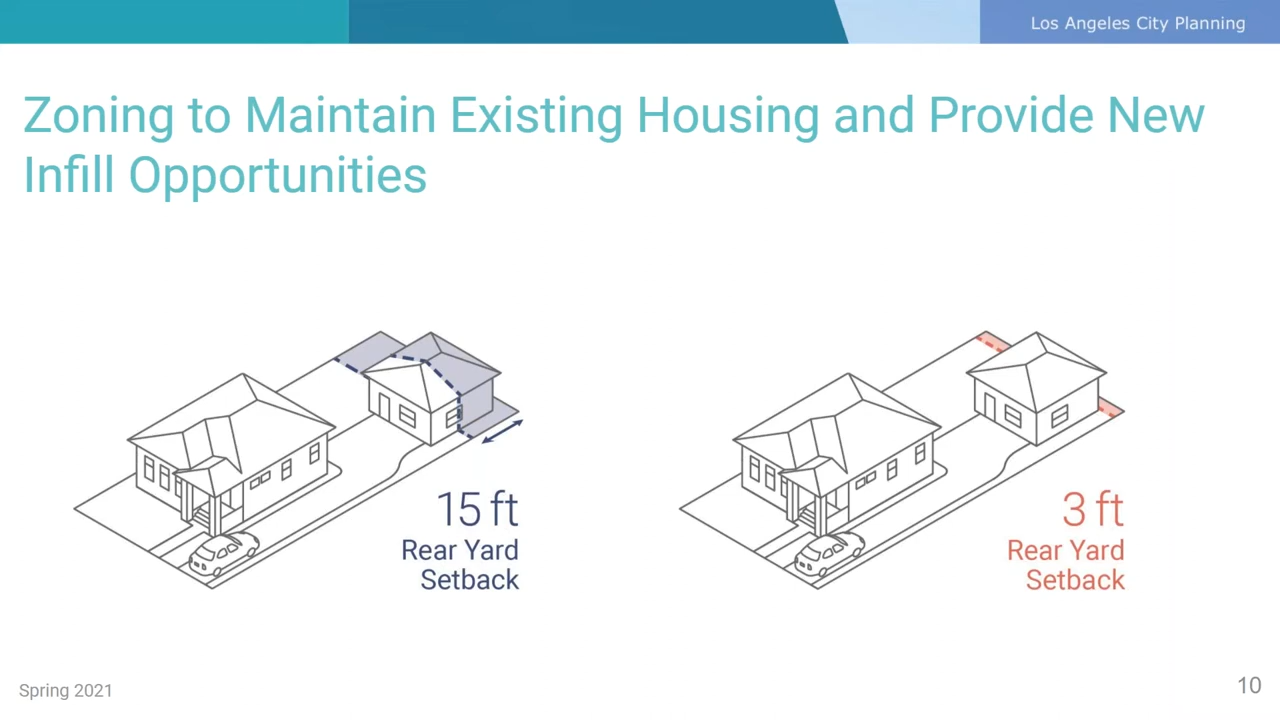 Los Angeles City Planning
Zoning to Maintain Existing Housing and Provide New
Infill Opportunities
15 ft
Rear Yard
Setback
3 ft
Rear Yard
Setback
Spring 2021
10